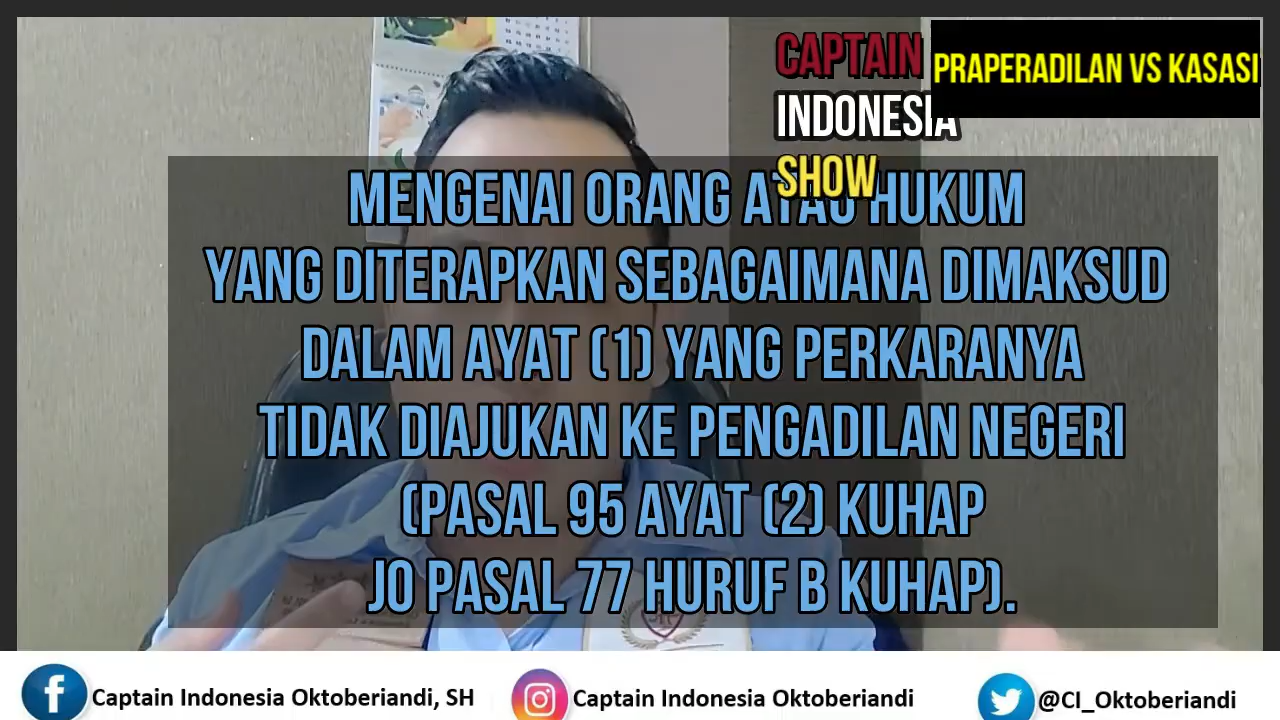 CAPTAIN
INDONESIA
SHOW
PRAPERADILAN VS KASASI
MENGENAI ORANG ATAU HUKUM
YANG DITERAPKAN SEBAGAIMANA DIMAKSUD
DALAM AYAT (1) YANG PERKARANYA
TIDAK DIAJUKAN KE PENGADILAN NEGERI
(PASAL 95 AYAT (2) KUHAP
JO PASAL 77 HURUF B KUHAP).
Captain Indonesia Oktoberiandi, SH
Captain Indonesia Oktoberiandi
@CI_Oktoberiandi